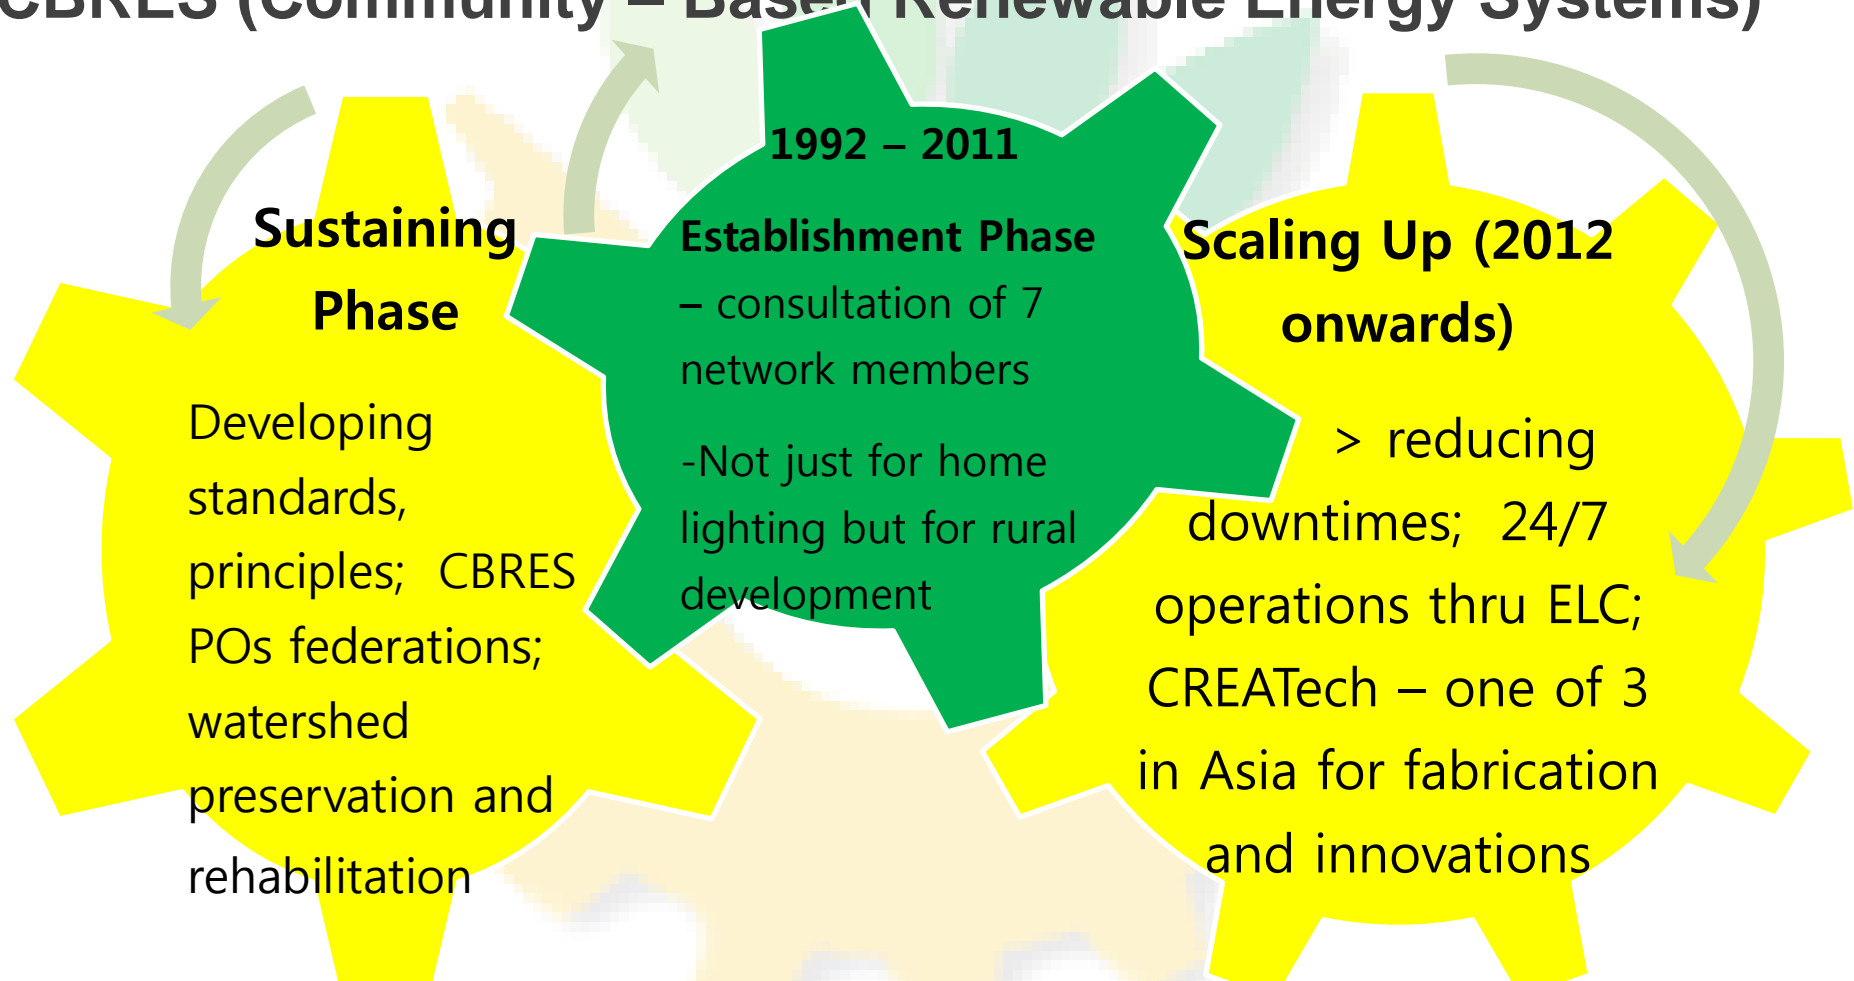 CBRES (Community – Based Renewable Energy Systems)
Sustaining
Phase
Developing
standards,
principles; CBRES
POs federations;
watershed
preservation and
rehabilitation
1992 – 2011
Establishment Phase
– consultation of 7
network members
-Not just for home
lighting but for rural
development
Scaling Up (2012
onwards)
> reducing
downtimes; 24/7
operations thru ELC;
CREATech – one of 3
in Asia for fabrication
and innovations